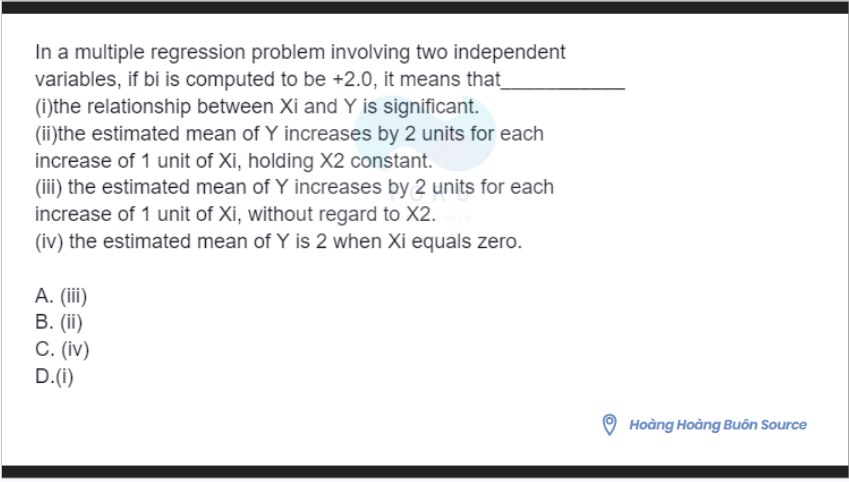 In a multiple regression problem involving two independent
variables, if bi is computed to be +2.0, it means that____________
(i)the relationship between Xi and Y is significant.
(ii)the estimated mean of Y increases by 2 units for each
increase of 1 unit of Xi, holding X2 constant.
(iii) the estimated mean of Y increases by 2 units for each
increase of 1 unit of Xi, without regard to X2.
(iv) the estimated mean of Y is 2 when Xi equals zero.
A. (iii)
B. (ii)
C. (iv)
D.(i)
Hoàng Hoàng Buôn Source